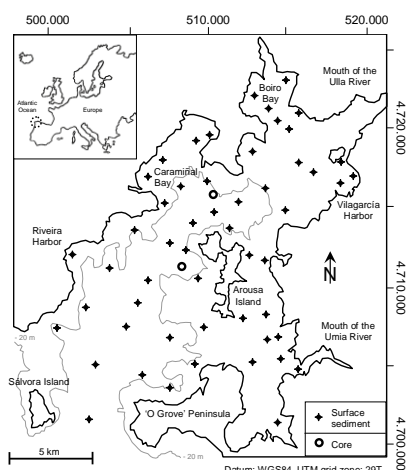 500.000
510.000
520.000
Atlantic
Ocean
Europe
Boiro
Bay
Mouth of the
Ulla River
4.720.000
Caramiñal
Bay
Vilagarcía
Harbor
Riveira
Harbor
N
4.710.000
Arousa
Island
Mouth of the
Umia River
- 20 m
Sálvora Island
'O Grove' Peninsula
Surface
sediment
Core
5 km
- 20 m
4.700.000
Datum: WGS84, UTM grid zone: 29T